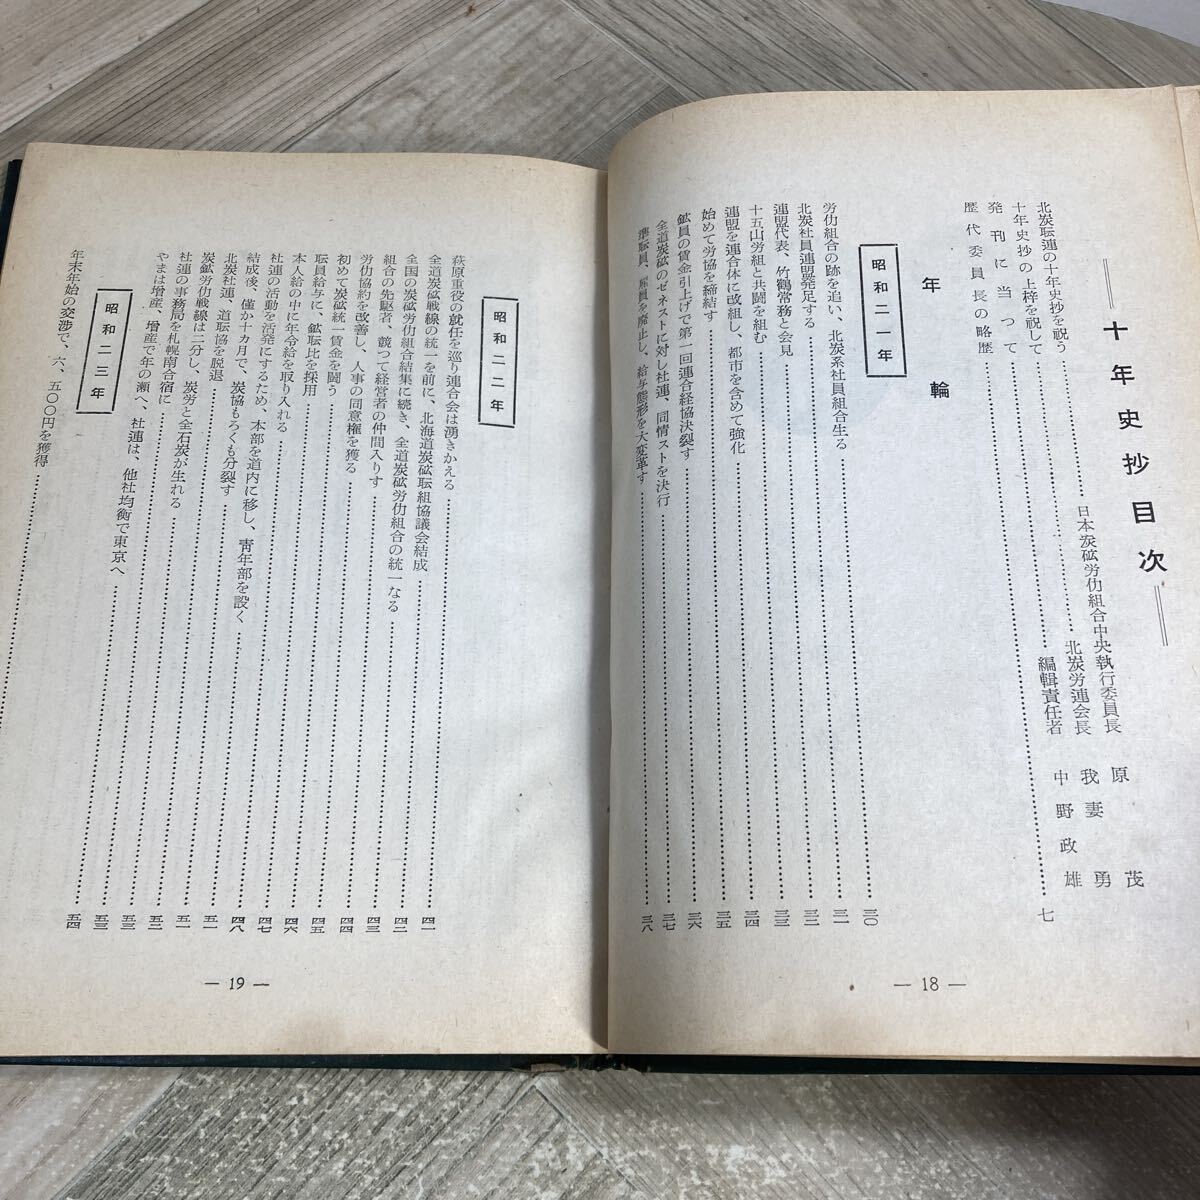 十年史抄目次
北炭耺連の十年史抄を祝う………日本炭砿労仂組合中央執行委員長　原　茂
十年史抄の上梓を祝して………北炭労連会長　我妻　勇
発刊に当つて………編輯責任者　中野政雄
歴代委員長の略歴………七
年輪
昭和二一年
労仂組合の跡を追い、北炭系社員組合生る………三〇
北炭社員連盟発足する………三一
連盟代表、竹鶴常務と会見………三二
十五山労組と共闘を組む………三三
連盟を連合体に改組し、都市を含めて強化………三四
始めて労協を締結す………三五
鉱員の賃金引上げで第一回連合経協決裂す………三六
全道炭砿のゼネストに対し社連、同情ストを決行………三七
準耺員、雇員を廃止し、給与態形を大変革す………三八
— 18 —
昭和二二年
萩原重役の就任を巡り連合会は湧きかえる………四一
全道炭砿戦線の統一を前に、北海道炭砿耺組協議会結成………四二
全国の炭砿労仂組合結集に続き、全道炭砿労仂組合の統一なる………四三
組合の先駆者、競つて経営者の仲間入りす………四三
労仂協約を改善し、人事の同意権を獲る………四四
初めて炭砿統一賃金を闘う………四四
耺員給与に、鉱耺比を採用………四五
本人給の中に年令給を取り入れる………四六
社連の活動を活発にするため、本部を道内に移し、青年部を設く………四七
結成後、僅か十カ月で、炭協もろくも分裂す………四八
北炭社連、道耺協を脱退………五一
炭鉱労仂戦線は二分し、炭労と全石炭が生れる………五一
社連の事務局を札幌南合宿に………五二
やまは増産、増産で年の瀬へ、社連は、他社均衡で東京へ………五三
昭和二三年
年末年始の交渉で、六、五〇〇円を獲得………五四
— 19 —